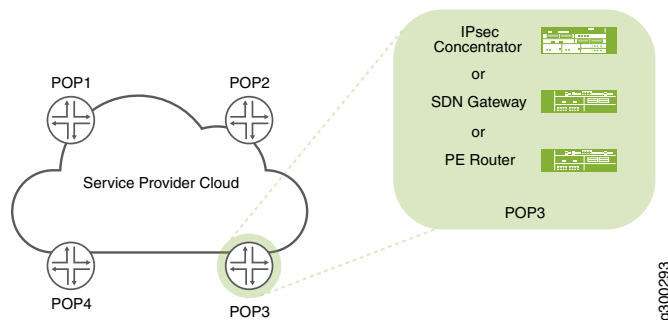 POP1
POP2
Service Provider Cloud
POP4
POP3
IPsec
Concentrator
or
SDN Gateway
or
PE Router
POP3
g300293